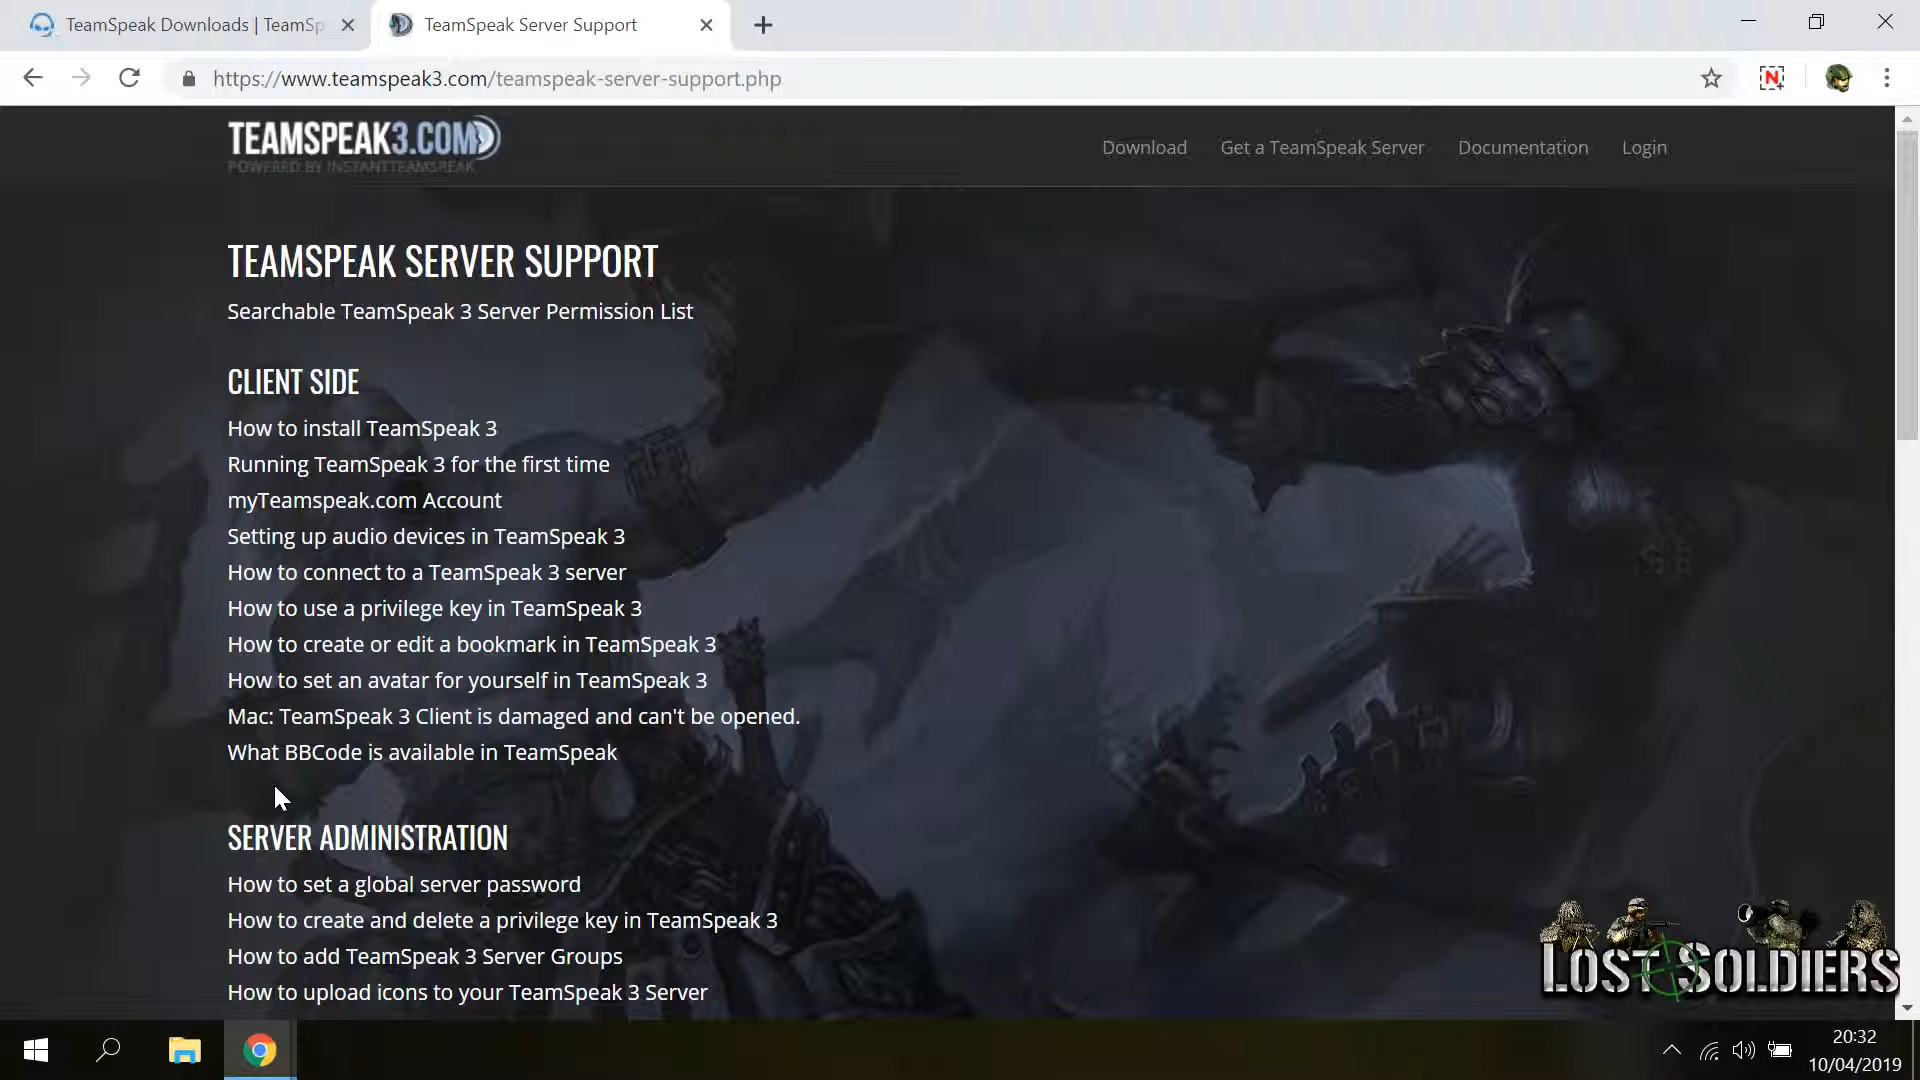 TeamSpeak Downloads | TeamSp
TeamSpeak Server Support
https://www.teamspeak3.com/teamspeak-server-support.php
TEAMSPEAK3.COM
POWERED BY INSTANTTEAMSPEAK
Download
Get a TeamSpeak Server
Documentation
Login
TEAMSPEAK SERVER SUPPORT
Searchable TeamSpeak 3 Server Permission List
CLIENT SIDE
How to install TeamSpeak 3
Running TeamSpeak 3 for the first time
myTeamspeak.com Account
Setting up audio devices in TeamSpeak 3
How to connect to a TeamSpeak 3 server
How to use a privilege key in TeamSpeak 3
How to create or edit a bookmark in TeamSpeak 3
How to set an avatar for yourself in TeamSpeak 3
Mac: TeamSpeak 3 Client is damaged and can't be opened.
What BBCode is available in TeamSpeak
SERVER ADMINISTRATION
How to set a global server password
How to create and delete a privilege key in TeamSpeak 3
How to add TeamSpeak 3 Server Groups
How to upload icons to your TeamSpeak 3 Server
LOST SOLDIERS
20:32
10/04/2019